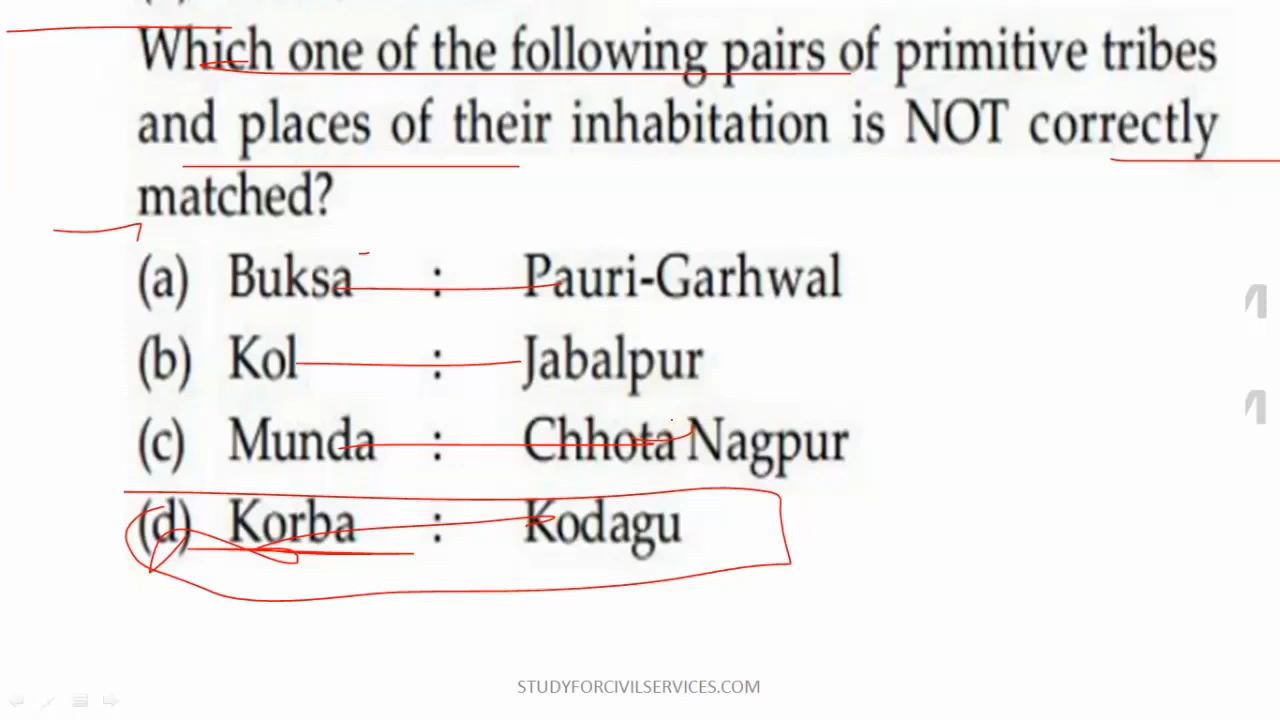 Which one of the following pairs of primitive tribes
and places of their inhabitation is NOT correctly
matched?
(a) Buksa : Pauri-Garhwal
(b) Kol : Jabalpur
(c) Munda : Chhota Nagpur
(d) Korba : Kodagu
STUDYFORCIVILSERVICES.COM